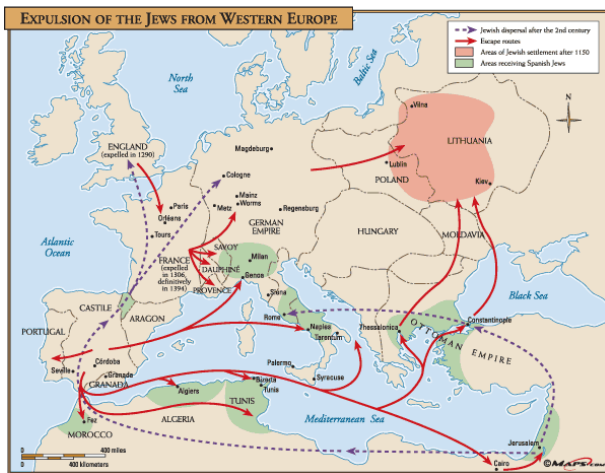 EXPULSION OF THE JEWS FROM WESTERN EUROPE
Jewish dispersal after the 2nd century
Escape routes
Areas of Jewish settlement after 1150
Areas receiving Spanish Jews
North
Sea
Baltic Sea
N
Vilna
LITHUANIA
ENGLAND
(expelled in 1290)
Magdeburg
Cologne
Lublin
POLAND
Kiev
Mainz
Worms
Paris
Metz
Regensburg
Orléans
GERMAN
EMPIRE
Tours
HUNGARY
MOLDAVIA
Atlantic
Ocean
SAVOY
FRANCE
(expelled
in 1306,
definitively
in 1394)
DAUPHINÉ
Milan
Genoa
PROVENCE
Black Sea
CASTILE
ARAGON
Siena
Rome
PORTUGAL
Naples
Tarentum
Thessalonica
Constantinople
OTTOMAN EMPIRE
Córdoba
Seville
Granada
GRANADA
Palermo
Syracuse
Algiers
Tunis
TUNIS
Fez
ALGERIA
MOROCCO
Mediterranean Sea
Jerusalem
Cairo
0 400 miles
0 400 kilometers